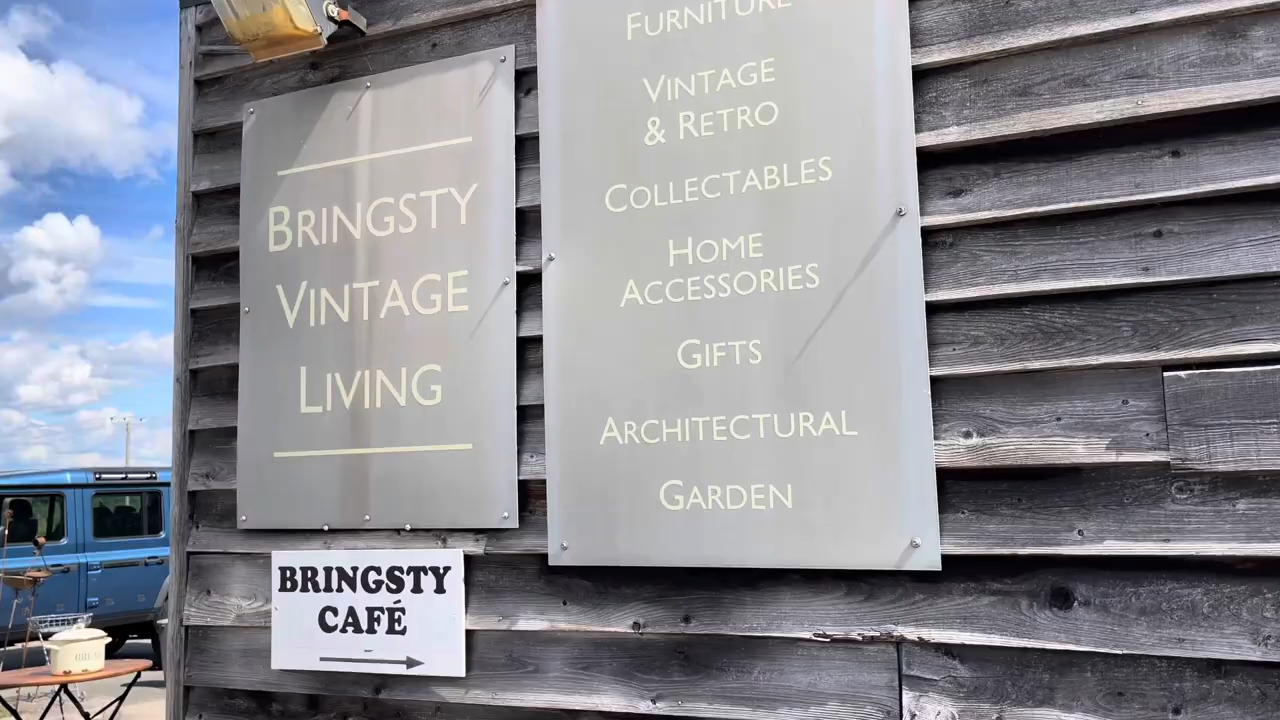 BRINGSTY
VINTAGE
LIVING
FURNITURE
VINTAGE
& RETRO
COLLECTABLES
HOME
ACCESSORIES
GIFTS
ARCHITECTURAL
GARDEN
BRINGSTY
CAFÉ